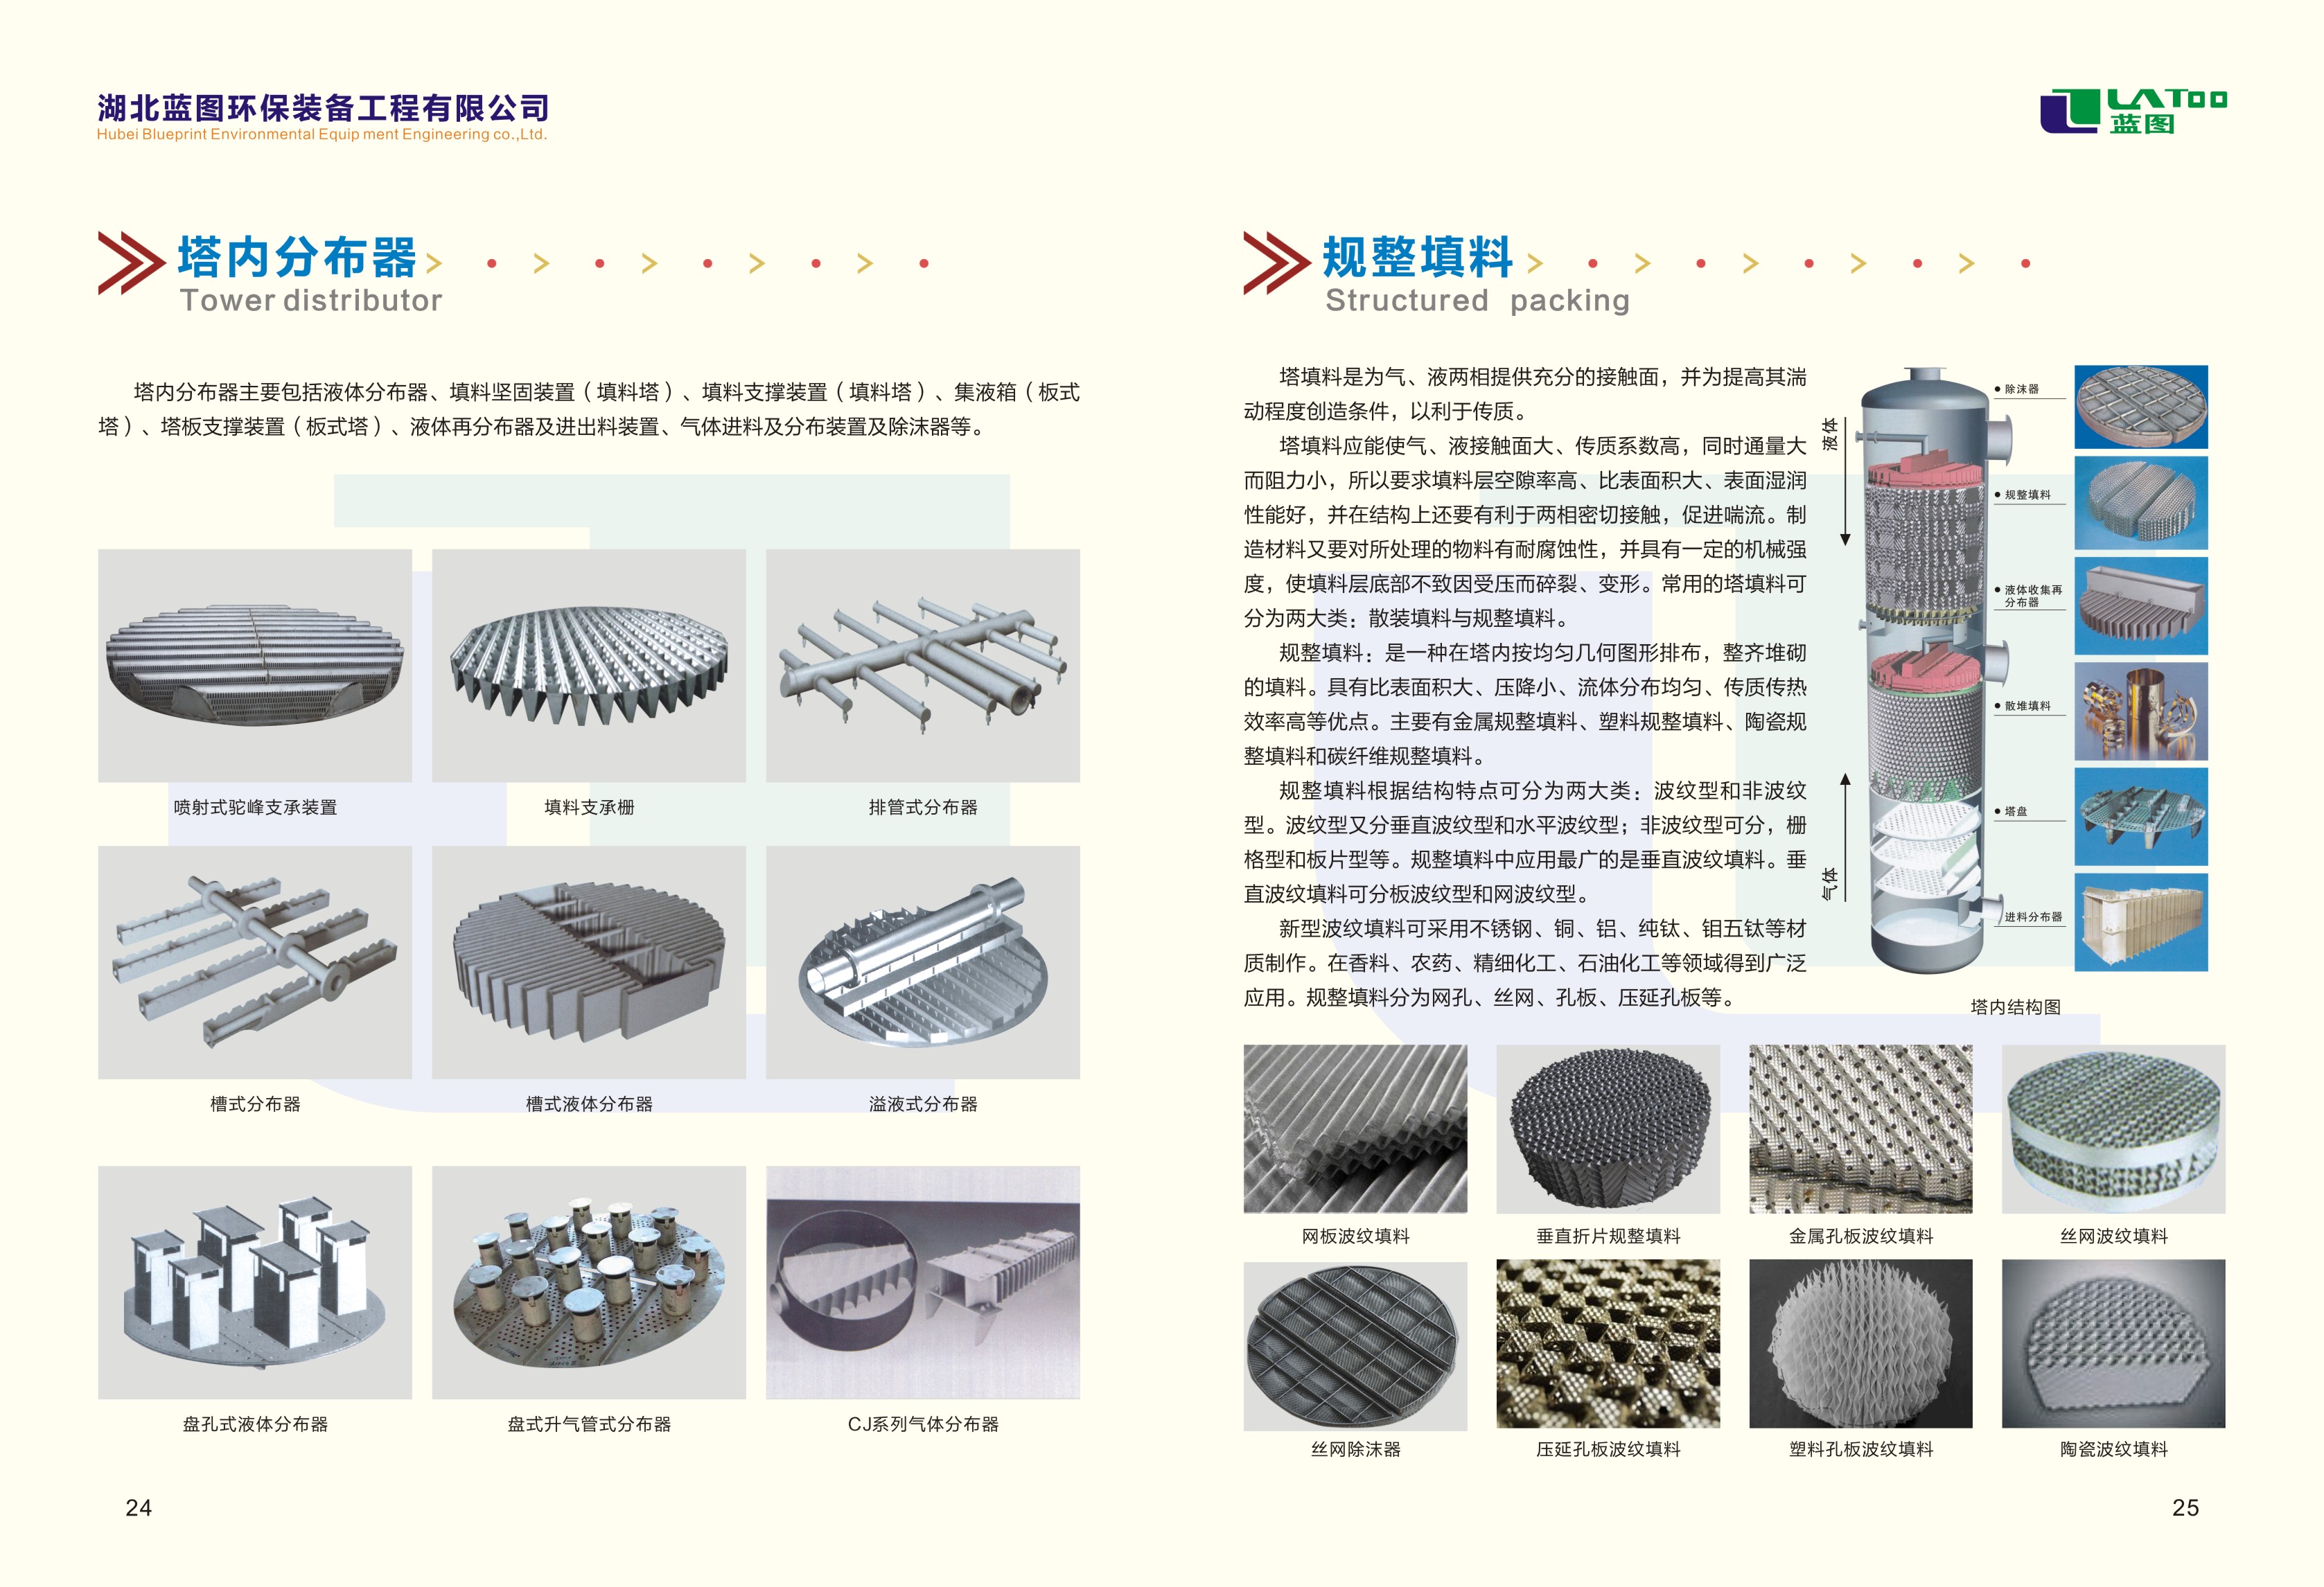 湖北蓝图环保装备工程有限公司
Hubei Blueprint Environmental Equip ment Engineering co.,Ltd.
塔内分布器
Tower distributor
塔内分布器主要包括液体分布器、填料坚固装置（填料塔）、填料支撑装置（填料塔）、集液箱（板式
塔）、塔板支撑装置（板式塔）、液体再分布器及进出料装置、气体进料及分布装置及除沫器等。
喷射式驼峰支承装置
填料支承栅
排管式分布器
槽式分布器
槽式液体分布器
溢液式分布器
盘孔式液体分布器
盘式升气管式分布器
CJ系列气体分布器
24
LATOO
蓝图
规整填料
Structured packing
塔填料是为气、液两相提供充分的接触面，并为提高其湍
动程度创造条件，以利于传质。
塔填料应能使气、液接触面大、传质系数高，同时通量大
而阻力小，所以要求填料层空隙率高、比表面积大、表面湿润
性能好，并在结构上还要有利于两相密切接触，促进喘流。制
造材料又要对所处理的物料有耐腐蚀性，并具有一定的机械强
度，使填料层底部不致因受压而碎裂、变形。常用的塔填料可
分为两大类：散装填料与规整填料。
规整填料：是一种在塔内按均匀几何图形排布，整齐堆砌
的填料。具有比表面积大、压降小、流体分布均匀、传质传热
效率高等优点。主要有金属规整填料、塑料规整填料、陶瓷规
整填料和碳纤维规整填料。
规整填料根据结构特点可分为两大类：波纹型和非波纹
型。波纹型又分垂直波纹型和水平波纹型；非波纹型可分，栅
格型和板片型等。规整填料中应用最广的是垂直波纹填料。垂
直波纹填料可分板波纹型和网波纹型。
新型波纹填料可采用不锈钢、铜、铝、纯钛、钼五钛等材
质制作。在香料、农药、精细化工、石油化工等领域得到广泛
应用。规整填料分为网孔、丝网、孔板、压延孔板等。
液体
气体
除沫器
规整填料
液体收集再
分布器
散堆填料
塔盘
进料分布器
塔内结构图
网板波纹填料
垂直折片规整填料
金属孔板波纹填料
丝网波纹填料
丝网除沫器
压延孔板波纹填料
塑料孔板波纹填料
陶瓷波纹填料
25